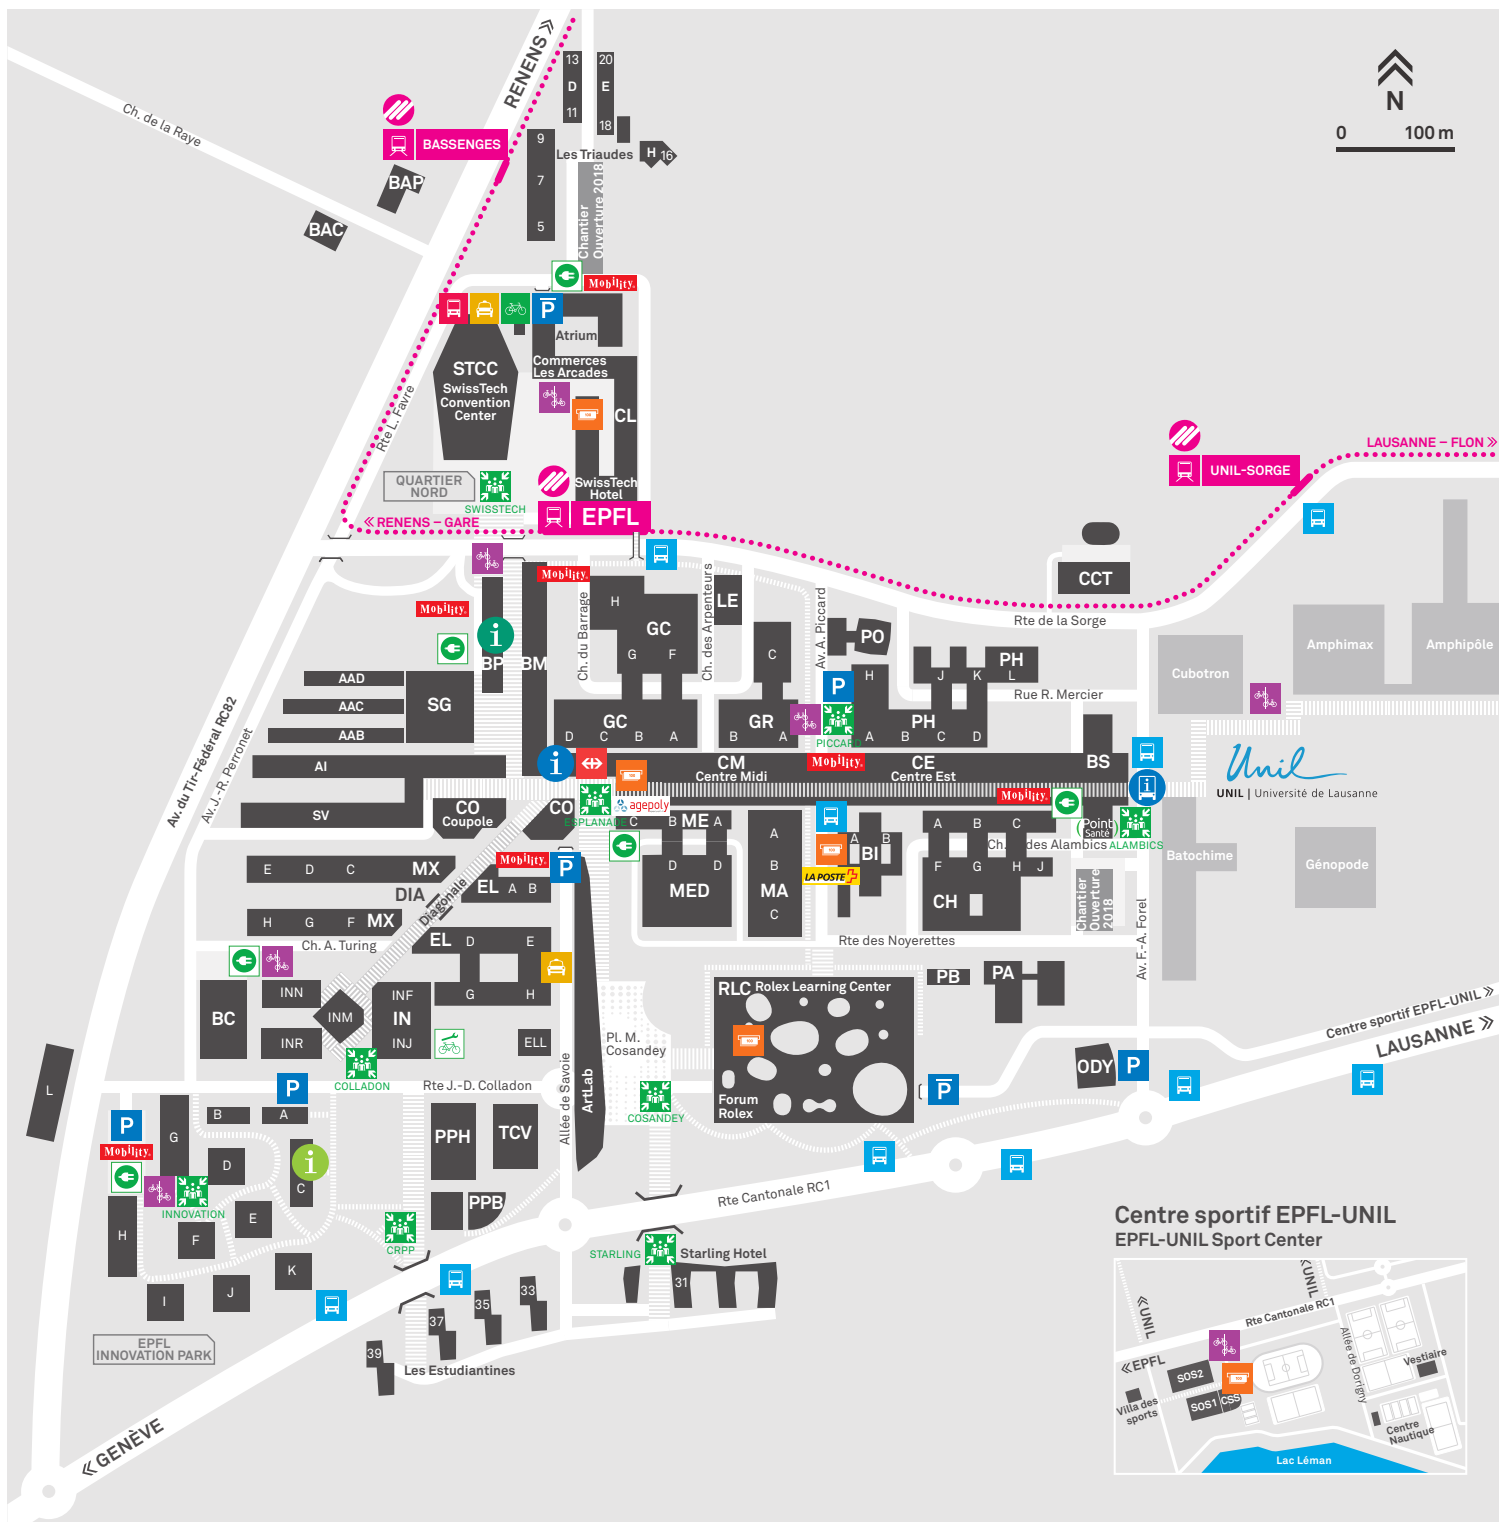 RENENS
13
D
11
20
E
18
N
0 100 m
Ch. de la Raye
BASSENGES
BAP
BAC
9
7
5
Les Triaudes
H 16
Chantier
Ouverture 2018
Mobility
P
Atrium
STCC
SwissTech
Convention
Center
Commerces
Les Arcades
CL
Rte L. Favre
QUARTIER
NORD
SWISSTECH
SwissTech
Hotel
RENENS – GARE
EPFL
LAUSANNE – FLON
UNIL-SORGE
CCT
Rte de la Sorge
Mobility
Mobility
i
BP
BM
Ch. du Barrage
H
GC
G F
Ch. des Arpenteurs
LE
C
Av. A. Piccard
PO
P
H
PH
J K L
Rue R. Mercier
Cubotron
Amphimax
Amphipôle
AAD
AAC
AAB
SG
GC
D C B A
GR
B A
PICCARD
PH
A B C D
Av. du Tir-Fédéral RC82
Av. J.-R. Perronet
AI
SV
i
CM
Centre Midi
Mobility
CE
Centre Est
BS
Mobility
i
Unil
UNIL | Université de Lausanne
CO
Coupole
CO
ESPLANADE
agepoly
C B A
ME
D D
MED
A
B
MA
C
A B
BI
LA POSTE
A B C
Ch. des Alambics
F G H J
CH
Point
Santé
ALAMBICS
Batochime
Génopode
Chantier
Ouverture
2018
E D C MX
DIA
Diagonale
H G F MX
Ch. A. Turing
Mobility
P
EL A B
EL D E
G H
Rte des Noyerettes
Av. F.-A. Forel
BC
INN
INM
INR
INF
IN
INJ
ELL
COLLADON
Rte J.-D. Colladon
Allée de Savoie
ArtLab
Pl. M.
Cosandey
COSANDEY
RLC Rolex Learning Center
Forum
Rolex
PB
PA
ODY
P
P
Centre sportif EPFL-UNIL
LAUSANNE
L
P
P
Mobility
B A
G
D
i
C
INNOVATION
E
F
H
K
J
I
EPFL
INNOVATION PARK
PPH
TCV
PPB
CRPP
Rte Cantonale RC1
STARLING
Starling Hotel
31
33
35
37
39
Les Estudiantines
GENÈVE
Centre sportif EPFL-UNIL
EPFL-UNIL Sport Center
UNIL
UNIL
Rte Cantonale RC1
EPFL
SOS2
SOS1
CSS
Villa des
sports
Allée de Dorigny
Vestiaire
Centre
Nautique
Lac Léman